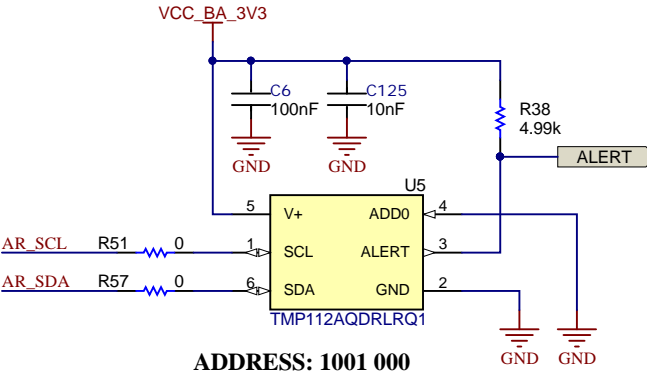 VCC_BA_3V3
C6
100nF
C125
10nF
R38
4.99k
GND
GND
ALERT
U5
5
V+
ADD0
4
AR_SCL
R51
0
1
SCL
ALERT
3
AR_SDA
R57
0
6
SDA
GND
2
TMP112AQDRLRQ1
GND
GND
ADDRESS: 1001 000